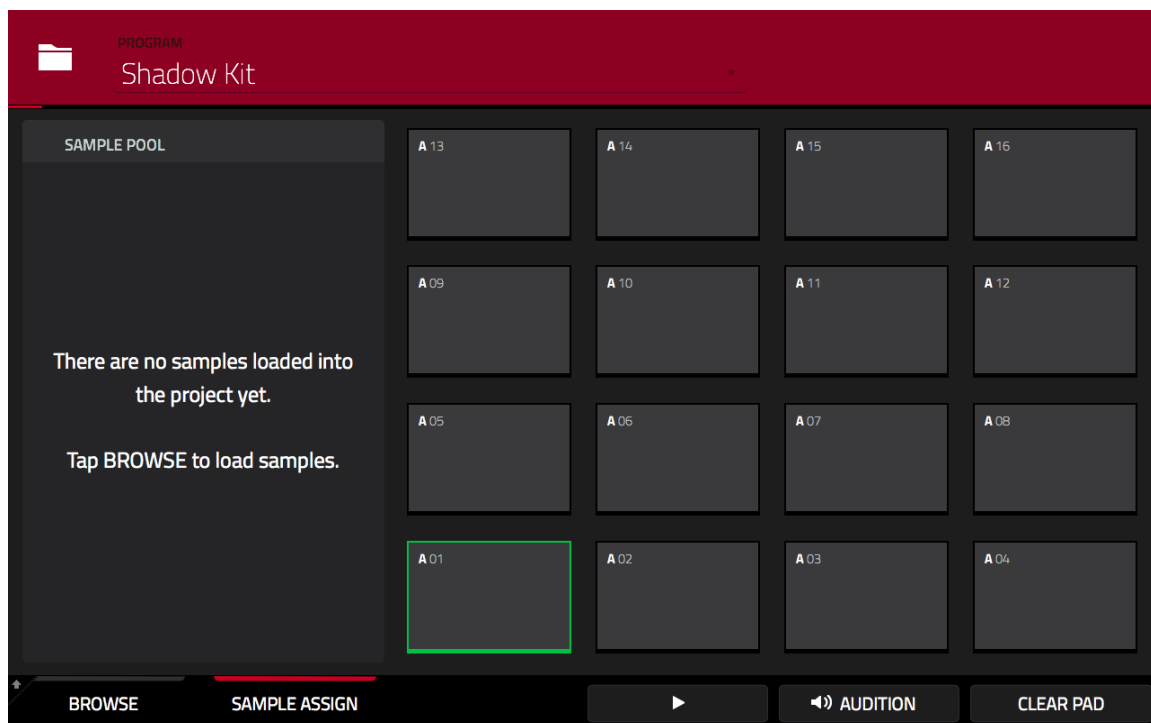 PROGRAM
Shadow Kit
SAMPLE POOL
There are no samples loaded into
the project yet.
Tap BROWSE to load samples.
A 13
A 14
A 15
A 16
A 09
A 10
A 11
A 12
A 05
A 06
A 07
A 08
A 01
A 02
A 03
A 04
BROWSE
SAMPLE ASSIGN
AUDITION
CLEAR PAD